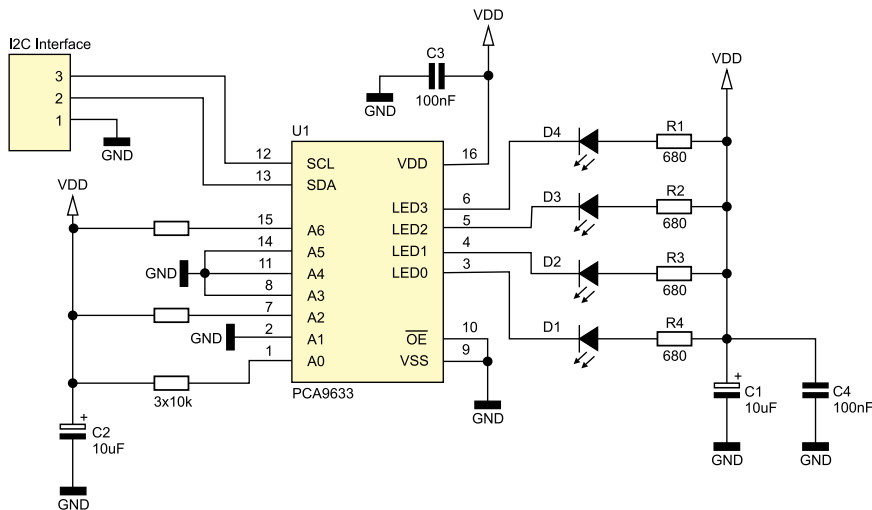 VDD
I2C Interface
C3
VDD
3
2
1
GND
100nF
GND
U1
D4
R1
680
12
SCL
VDD
16
13
SDA
VDD
D3
R2
680
LED3
6
15
A6
LED2
5
14
A5
LED1
4
D2
R3
680
GND
11
A4
LED0
3
8
A3
7
A2
D1
R4
680
GND
2
A1
OE
10
1
A0
VSS
9
3x10k
PCA9633
+
C1
10uF
C4
100nF
GND
+
C2
10uF
GND
GND
GND